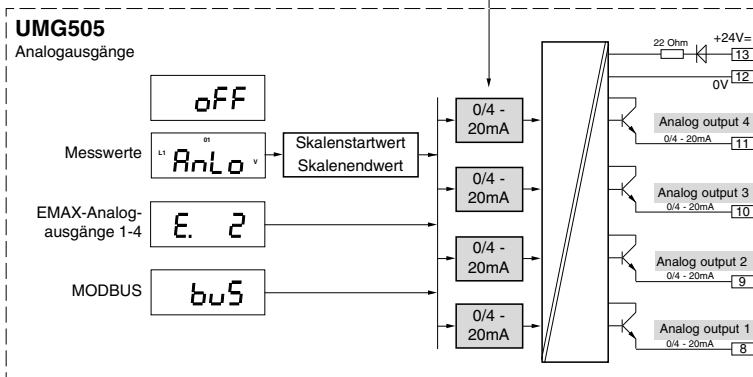 UMG505
Analogausgänge
oFF
Messwerte
L1
01
AnLo
v
Skalenstartwert
Skalenendwert
EMAX-Analog-
ausgänge 1-4
E. 2
MODBUS
buS
0/4 -
20mA
0/4 -
20mA
0/4 -
20mA
0/4 -
20mA
22 Ohm
+24V=
13
12
0V
Analog output 4
0/4 - 20mA
11
Analog output 3
0/4 - 20mA
10
Analog output 2
0/4 - 20mA
9
Analog output 1
0/4 - 20mA
8